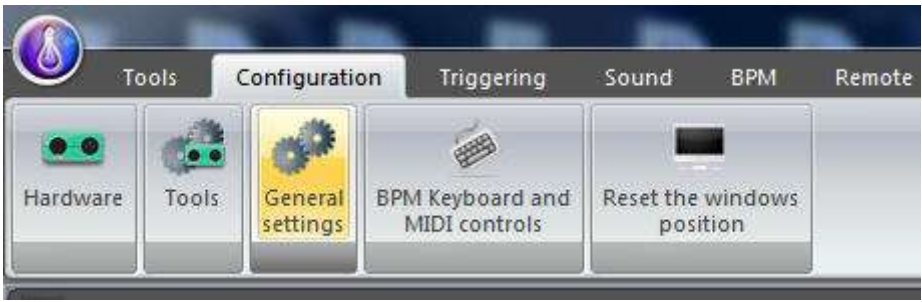 Tools Configuration Triggering Sound BPM Remote
Hardware Tools General settings BPM Keyboard and MIDI controls Reset the windows position